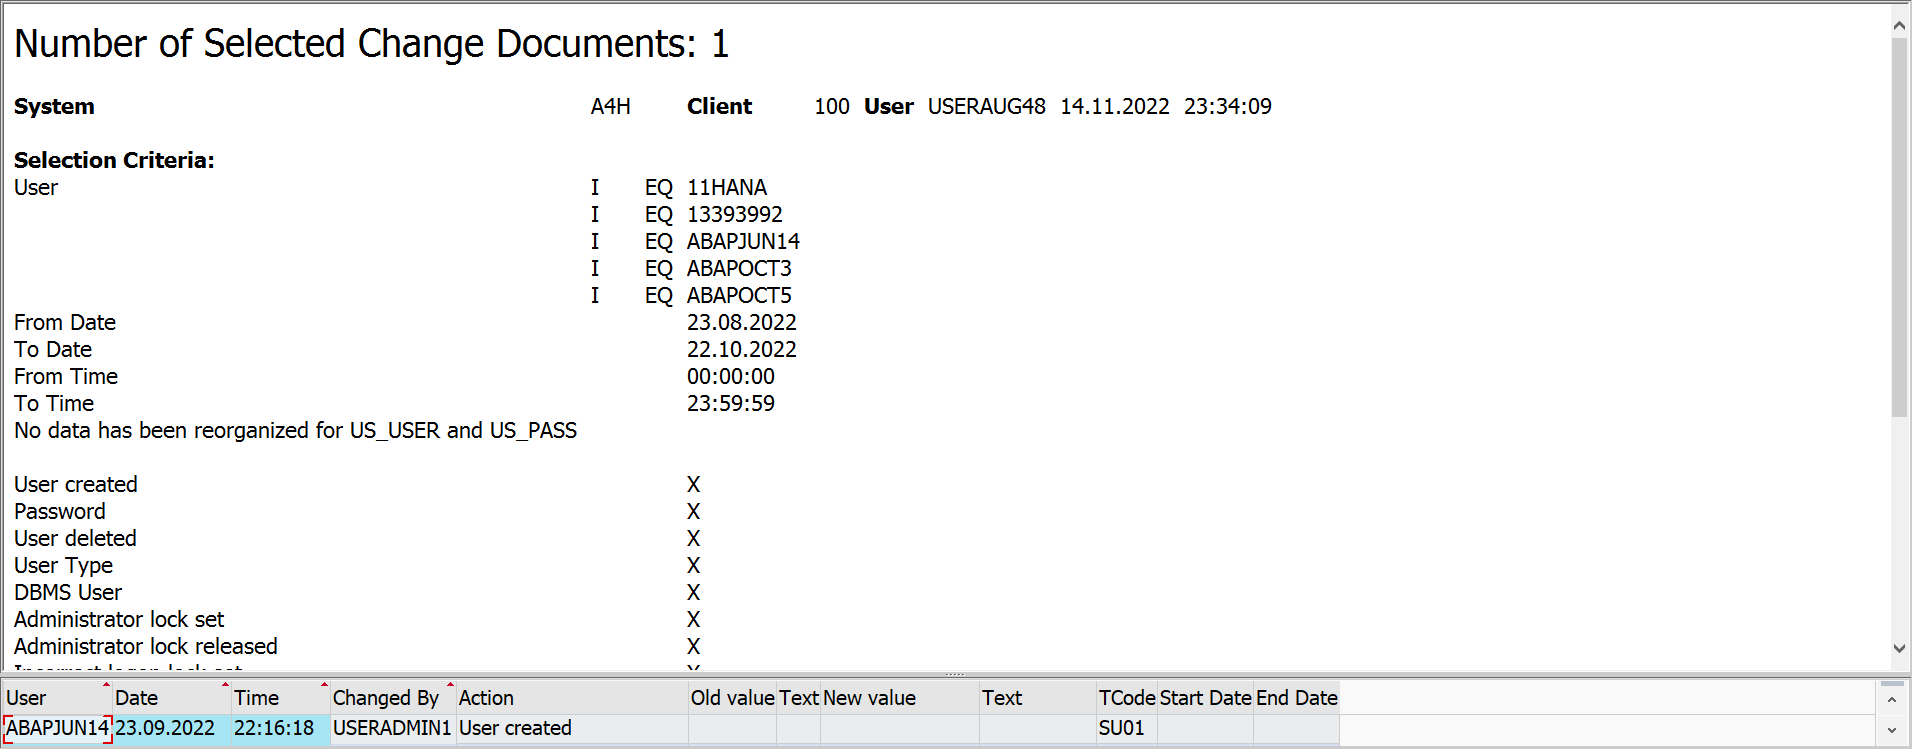 Number of Selected Change Documents: 1
System A4H Client 100 User USERAUG48 14.11.2022 23:34:09
Selection Criteria:
User I EQ 11HANA
I EQ 13393992
I EQ ABAPJUN14
I EQ ABAPOCT3
I EQ ABAPOCT5
From Date 23.08.2022
To Date 22.10.2022
From Time 00:00:00
To Time 23:59:59
No data has been reorganized for US_USER and US_PASS
User created X
Password X
User deleted X
User Type X
DBMS User X
Administrator lock set X
Administrator lock released X
Incorrect logon lock set X
User Date Time Changed By Action Old value Text New value Text TCode Start Date End Date
ABAPJUN14 23.09.2022 22:16:18 USERADMIN1 User created SU01